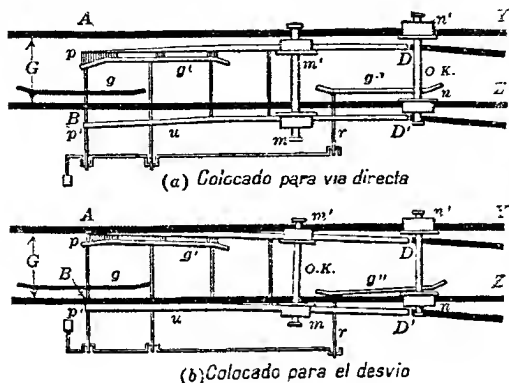 A n' Y
G p g g' m' D O.K. g''
B n Z
p' u m r D'
(a) Colocado para via directa
A m' n' Y
G B p g g' O.K. g'' D
p' u m r D' n Z
(b) Colocado para el desvio